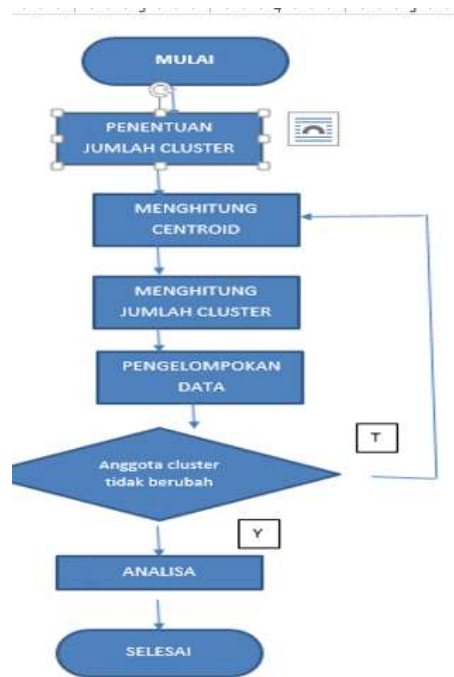 MULAI
PENENTUAN
JUMLAH CLUSTER
MENGHITUNG
CENTROID
MENGHITUNG
JUMLAH CLUSTER
PENGELOMPOKAN
DATA
Anggota cluster
tidak berubah
T
Y
ANALISA
SELESAI